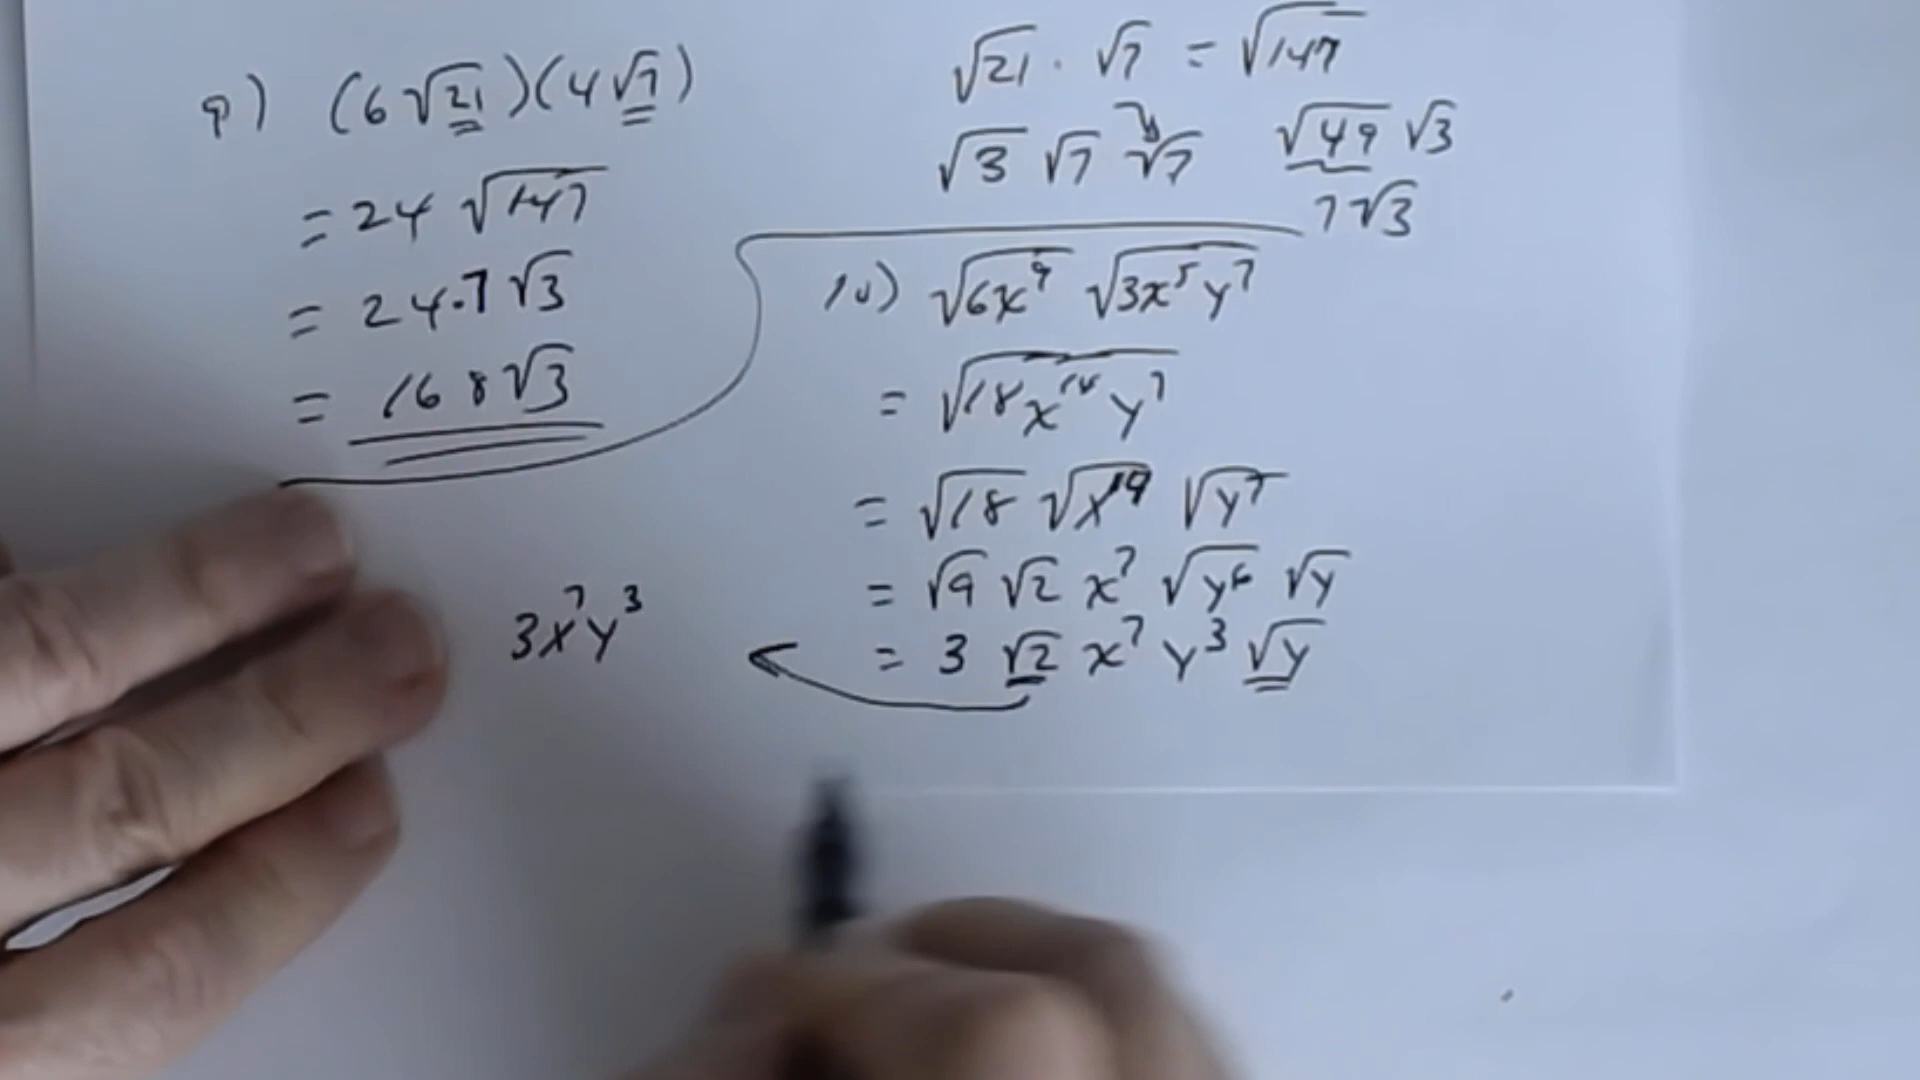 9) (6√21)(4√7)
= 24 √147
= 24.7√3
= 168√3
√21 . √7 = √147
√3 √7 √7 √49 √3
7√3
10) √6x⁹ √3x⁵y⁷
= √18x¹⁴y⁷
= √18 √x¹⁴ √y⁷
= √9 √2 x⁷ √y⁶ √y
= 3 √2 x⁷ y³ √y
3x⁷y³